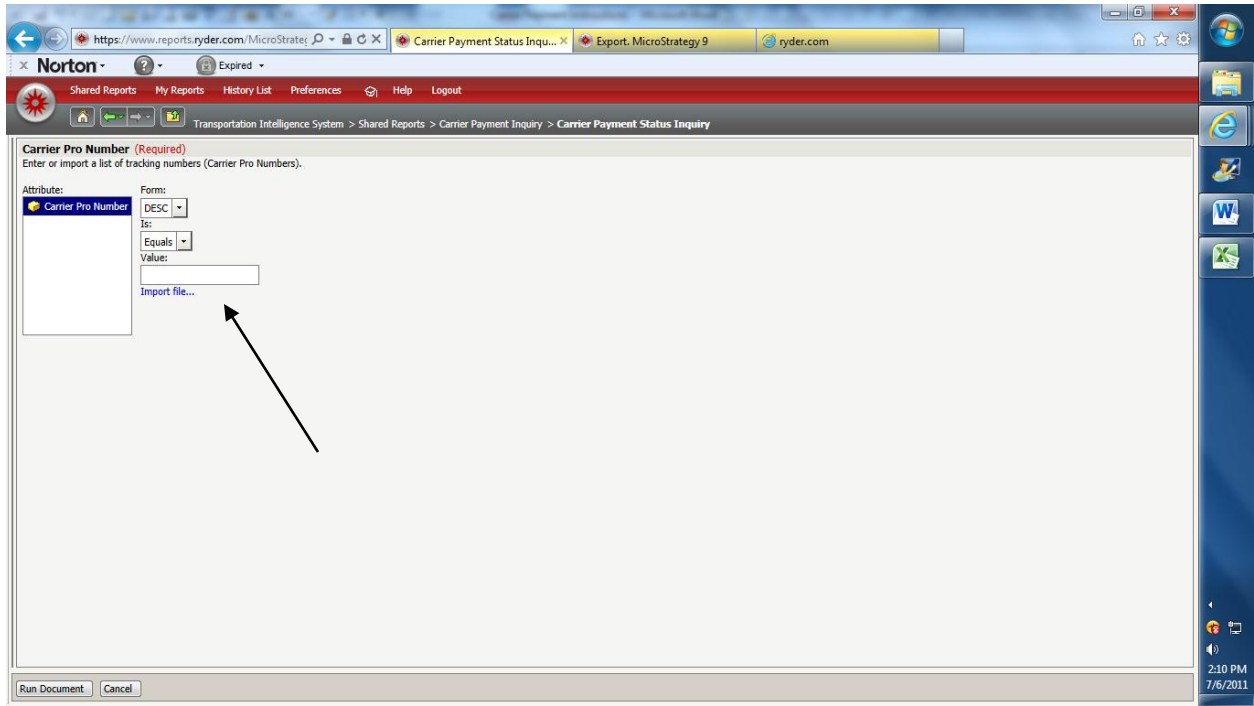 https://www.reports.ryder.com/MicroStrateg
Carrier Payment Status Inqu...
Export. MicroStrategy 9
ryder.com
Norton
Expired
Shared Reports My Reports History List Preferences Help Logout
Transportation Intelligence System > Shared Reports > Carrier Payment Inquiry > Carrier Payment Status Inquiry
Carrier Pro Number (Required)
Enter or import a list of tracking numbers (Carrier Pro Numbers).
Attribute:
Carrier Pro Number
Form:
DESC
Is:
Equals
Value:
Import file...
Run Document Cancel
2:10 PM
7/6/2011